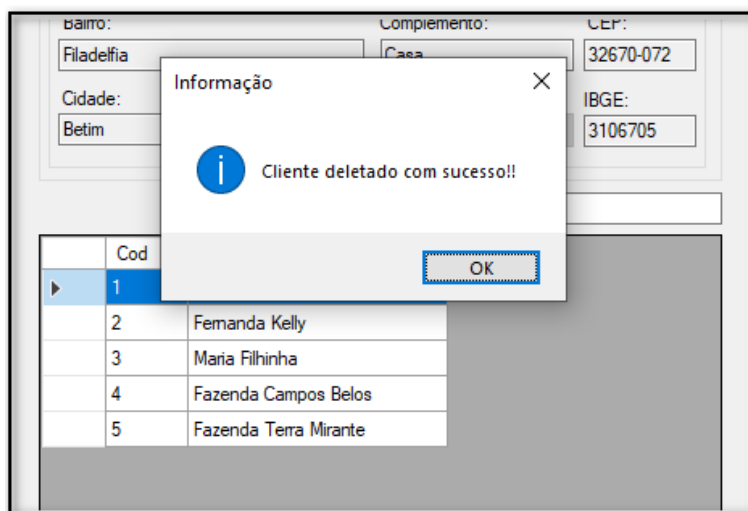 Bairro: Complemento: CEP:
Filadelfia Casa 32670-072
Informação
Cidade: IBGE:
Betim 3106705
Cliente deletado com sucesso!!
Cod
OK
1
2 Fernanda Kelly
3 Maria Filhinha
4 Fazenda Campos Belos
5 Fazenda Terra Mirante